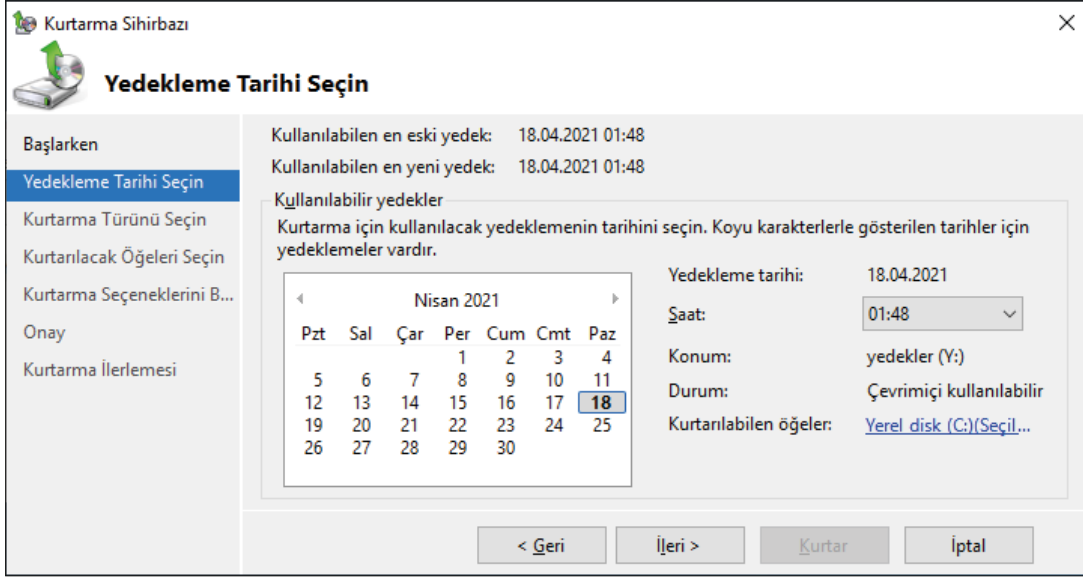 Kurtarma Sihirbazı
Yedekleme Tarihi Seçin
Başlarken
Yedekleme Tarihi Seçin
Kurtarma Türünü Seçin
Kurtarılacak Öğeleri Seçin
Kurtarma Seçeneklerini B...
Onay
Kurtarma İlerlemesi
Kullanılabilen en eski yedek: 18.04.2021 01:48
Kullanılabilen en yeni yedek: 18.04.2021 01:48
Kullanılabilir yedekler
Kurtarma için kullanılacak yedeklemenin tarihini seçin. Koyu karakterlerle gösterilen tarihler için
yedeklemeler vardır.
Nisan 2021
Pzt Sal Çar Per Cum Cmt Paz
1 2 3 4
5 6 7 8 9 10 11
12 13 14 15 16 17 18
19 20 21 22 23 24 25
26 27 28 29 30
Yedekleme tarihi: 18.04.2021
Saat: 01:48
Konum: yedekler (Y:)
Durum: Çevrimiçi kullanılabilir
Kurtarılabilen öğeler: Yerel disk (C:)(Seçil...
< Geri
İleri >
Kurtar
İptal